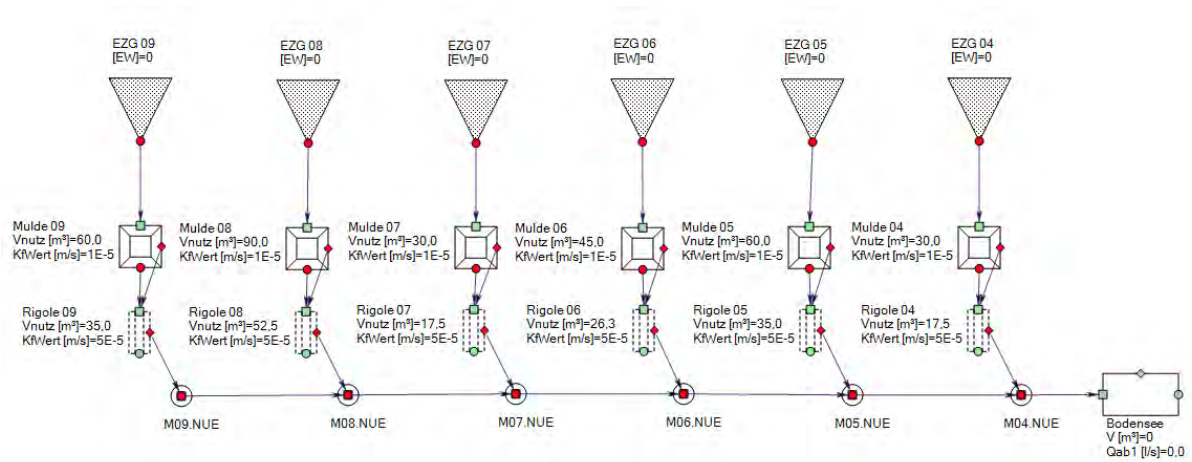 EZG 09
[EW]=0
EZG 08
[EW]=0
EZG 07
[EW]=0
EZG 06
[EW]=0
EZG 05
[EW]=0
EZG 04
[EW]=0
Mulde 09
Vnutz [m³]=60,0
KfWert [m/s]=1E-5
Mulde 08
Vnutz [m³]=90,0
KfWert [m/s]=1E-5
Mulde 07
Vnutz [m³]=30,0
KfWert [m/s]=1E-5
Mulde 06
Vnutz [m³]=45,0
KfWert [m/s]=1E-5
Mulde 05
Vnutz [m³]=60,0
KfWert [m/s]=1E-5
Mulde 04
Vnutz [m³]=30,0
KfWert [m/s]=1E-5
Rigole 09
Vnutz [m³]=35,0
KfWert [m/s]=5E-5
Rigole 08
Vnutz [m³]=52,5
KfWert [m/s]=5E-5
Rigole 07
Vnutz [m³]=17,5
KfWert [m/s]=5E-5
Rigole 06
Vnutz [m³]=26,3
KfWert [m/s]=5E-5
Rigole 05
Vnutz [m³]=35,0
KfWert [m/s]=5E-5
Rigole 04
Vnutz [m³]=17,5
KfWert [m/s]=5E-5
M09.NUE
M08.NUE
M07.NUE
M06.NUE
M05.NUE
M04.NUE
Bodensee
V [m³]=0
Qab1 [l/s]=0,0